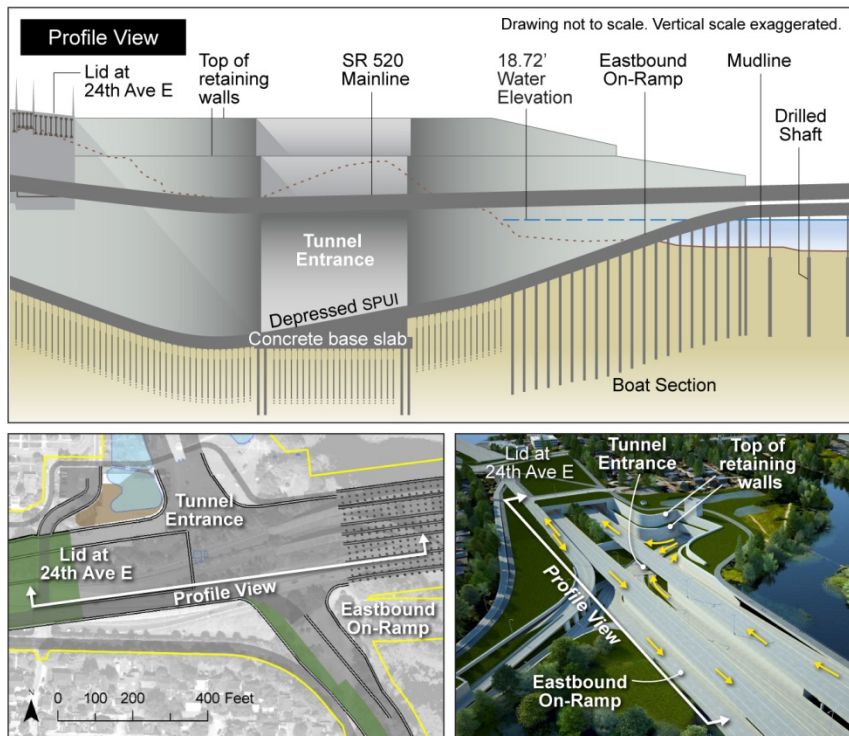 Profile View
Drawing not to scale. Vertical scale exaggerated.
Lid at
24th Ave E
Top of
retaining
walls
SR 520
Mainline
18.72’
Water
Elevation
Eastbound
On-Ramp
Mudline
Drilled
Shaft
Tunnel
Entrance
Depressed SPUI
Concrete base slab
Boat Section
Tunnel
Entrance
Lid at
24th Ave E
Profile View
Eastbound
On-Ramp
N
0 100 200 400 Feet
Lid at
24th Ave E
Tunnel
Entrance
Top of
retaining
walls
Profile View
Eastbound
On-Ramp